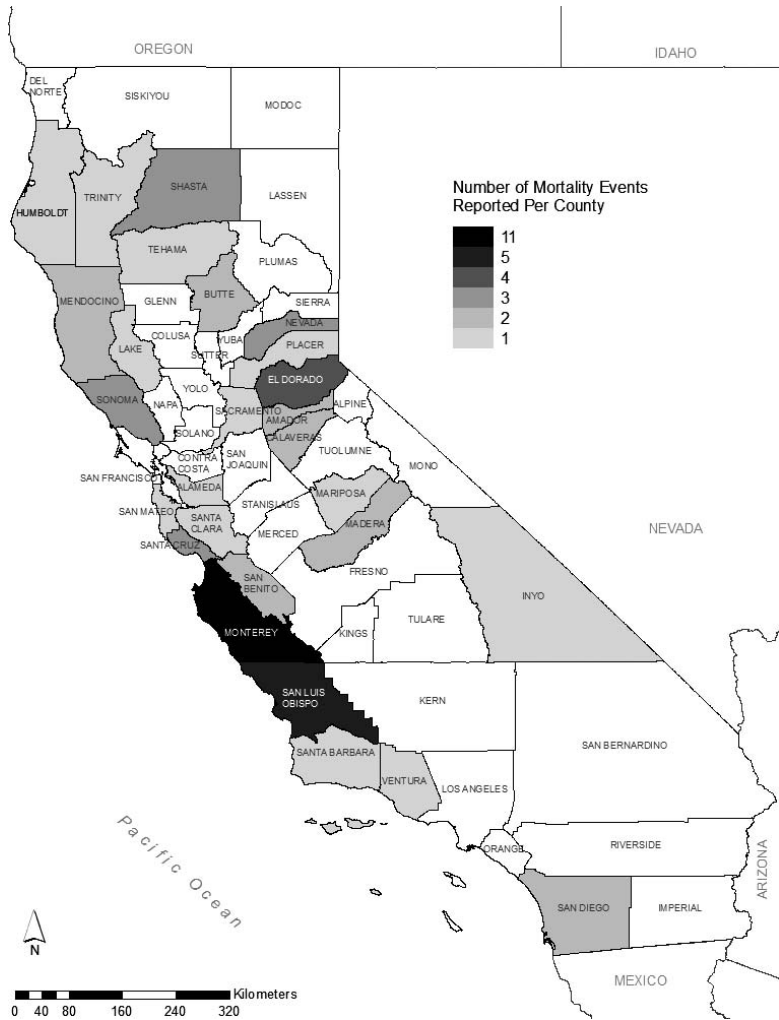 OREGON
IDAHO
DEL
NORTE
SISKIYOU
MODOC
HUMBOLDT
TRINITY
SHASTA
LASSEN
Number of Mortality Events
Reported Per County
11
5
4
3
2
1
TEHAMA
PLUMAS
MENDOCINO
GLENN
BUTTE
SIERRA
COLUSA
YUBA
NEVADA
LAKE
SUTTER
PLACER
SONOMA
NAPA
YOLO
EL DORADO
SACRAMENTO
ALPINE
AMADOR
SOLANO
CALAVERAS
CONTRA
COSTA
SAN
JOAQUIN
TUOLUMNE
MONO
SAN FRANCISCO
ALAMEDA
SAN MATEO
SANTA
CLARA
STANISLAUS
MARIPOSA
MERCED
MADERA
NEVADA
SANTA CRUZ
SAN
BENITO
FRESNO
INYO
MONTEREY
KINGS
TULARE
SAN LUIS
OBISPO
KERN
SANTA BARBARA
VENTURA
LOS ANGELES
SAN BERNARDINO
Pacific Ocean
ORANGE
RIVERSIDE
ARIZONA
SAN DIEGO
IMPERIAL
MEXICO
N
Kilometers
0 40 80 160 240 320